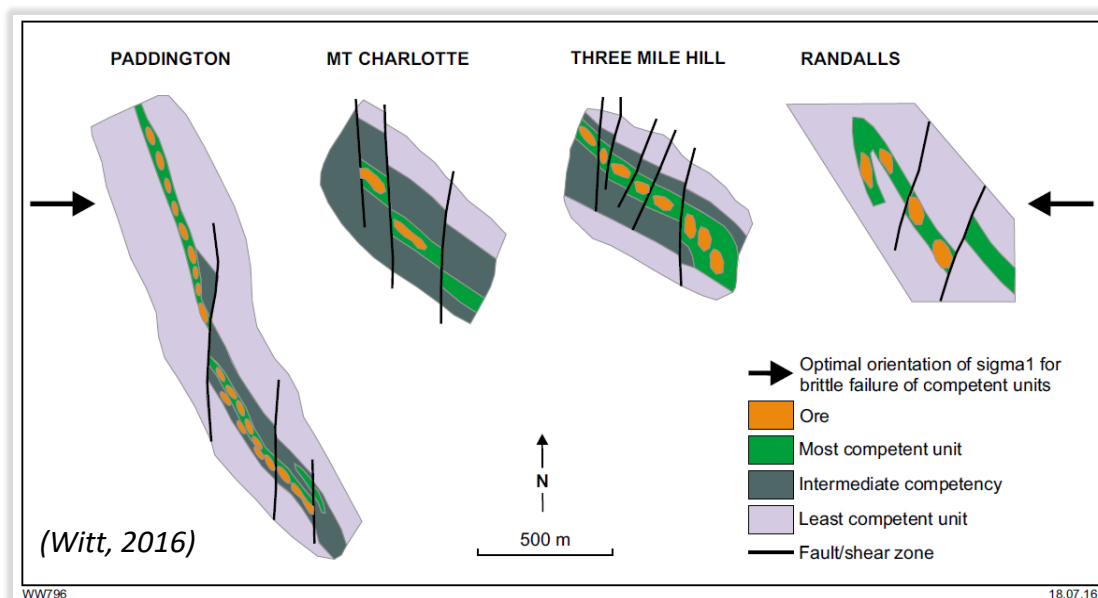 PADDINGTON
MT CHARLOTTE
THREE MILE HILL
RANDALLS
Optimal orientation of sigma1 for
brittle failure of competent units
Ore
Most competent unit
Intermediate competency
Least competent unit
Fault/shear zone
N
500 m
(Witt, 2016)
WW796
18.07.16